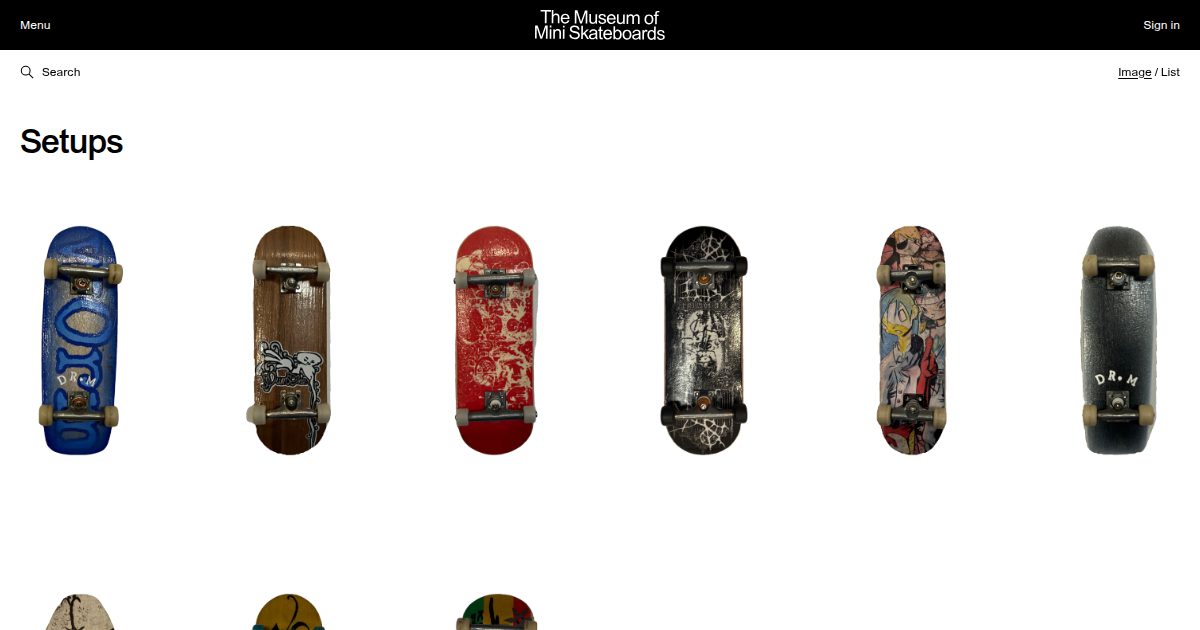 Menu
The Museum of
Mini Skateboards
Sign in
Search
Image / List
Setups
DR.M
DR.M